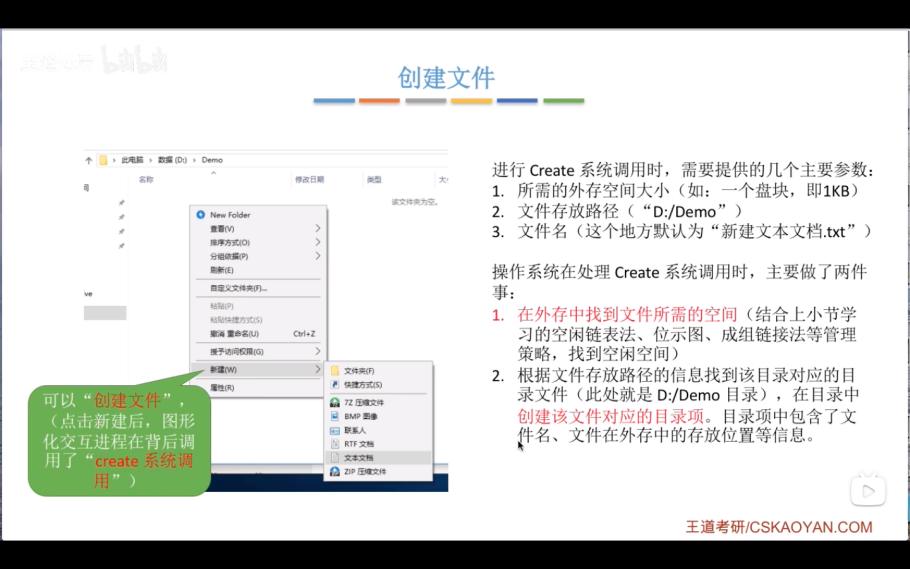 创建文件
此电脑 › 数据 (D:) › Demo
名称 修改日期 类型
该文件夹为空。
New Folder
查看(V)
排序方式(O)
分组依据(P)
刷新(E)
自定义文件夹(F)...
粘贴(P)
粘贴快捷方式(S)
撤消 重命名(U) Ctrl+Z
授予访问权限(G)
新建(W)
属性(R)
文件夹(F)
快捷方式(S)
7Z 压缩文件
BMP 图像
联系人
RTF 文档
文本文档
ZIP 压缩文件
可以“创建文件”，
（点击新建后，图形
化交互进程在背后调
用了“create 系统调
用”）
进行 Create 系统调用时，需要提供的几个主要参数：
1. 所需的外存空间大小（如：一个盘块，即1KB）
2. 文件存放路径（“D:/Demo”）
3. 文件名（这个地方默认为“新建文本文档.txt”）
操作系统在处理 Create 系统调用时，主要做了两件
事：
1. 在外存中找到文件所需的空间（结合上小节学
习的空闲链表法、位示图、成组链接法等管理
策略，找到空闲空间）
2. 根据文件存放路径的信息找到该目录对应的目
录文件（此处就是 D:/Demo 目录），在目录中
创建该文件对应的目录项。目录项中包含了文
件名、文件在外存中的存放位置等信息。
王道考研/CSKAOYAN.COM